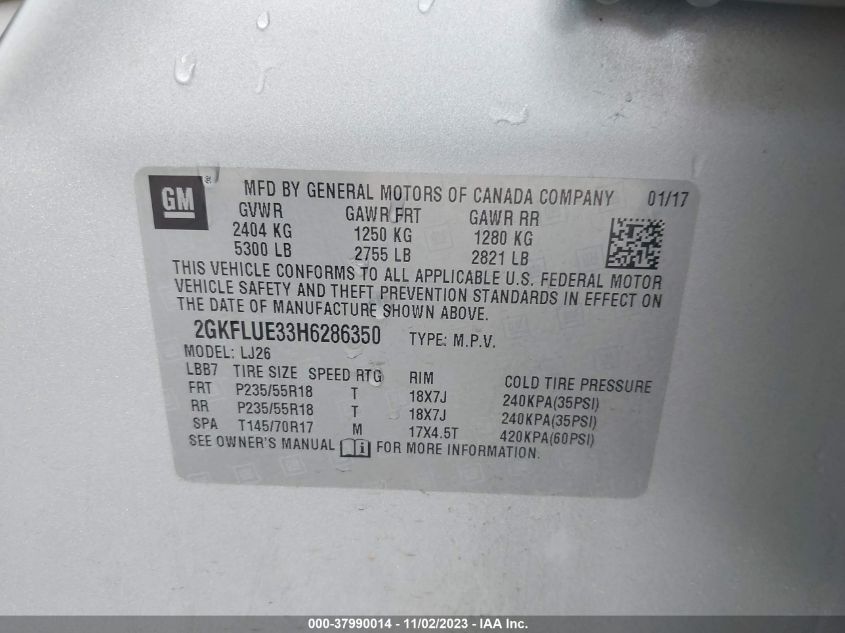 GM
MFD BY GENERAL MOTORS OF CANADA COMPANY 01/17
GVWR GAWR FRT GAWR RR
2404 KG 1250 KG 1280 KG
5300 LB 2755 LB 2821 LB
THIS VEHICLE CONFORMS TO ALL APPLICABLE U.S. FEDERAL MOTOR
VEHICLE SAFETY AND THEFT PREVENTION STANDARDS IN EFFECT ON
THE DATE OF MANUFACTURE SHOWN ABOVE.
2GKFLUE33H6286350 TYPE: M.P.V.
MODEL: LJ26
LBB7 TIRE SIZE SPEED RTG RIM COLD TIRE PRESSURE
FRT P235/55R18 T 18X7J 240KPA(35PSI)
RR P235/55R18 T 18X7J 240KPA(35PSI)
SPA T145/70R17 M 17X4.5T 420KPA(60PSI)
SEE OWNER'S MANUAL FOR MORE INFORMATION.
000-37990014 - 11/02/2023 - IAA Inc.